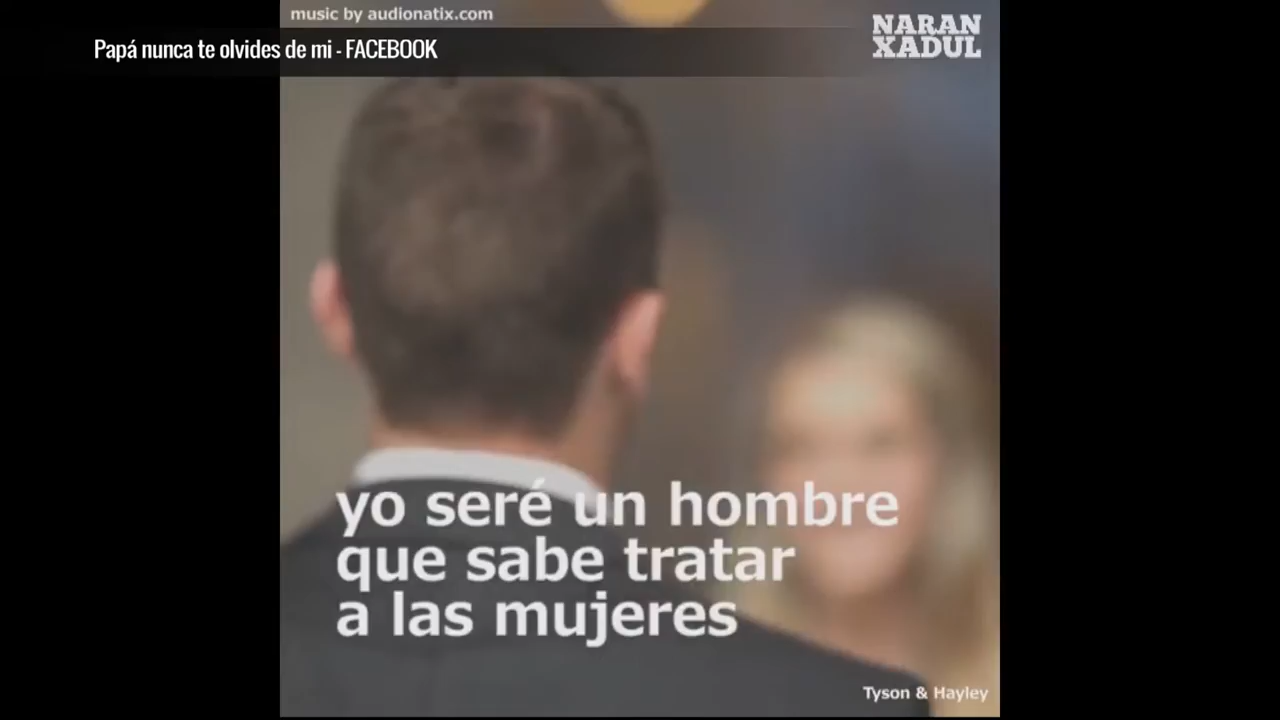 music by audionatix.com
NARAN
XADUL
Papá nunca te olvides de mi - FACEBOOK
yo seré un hombre
que sabe tratar
a las mujeres
Tyson & Hayley